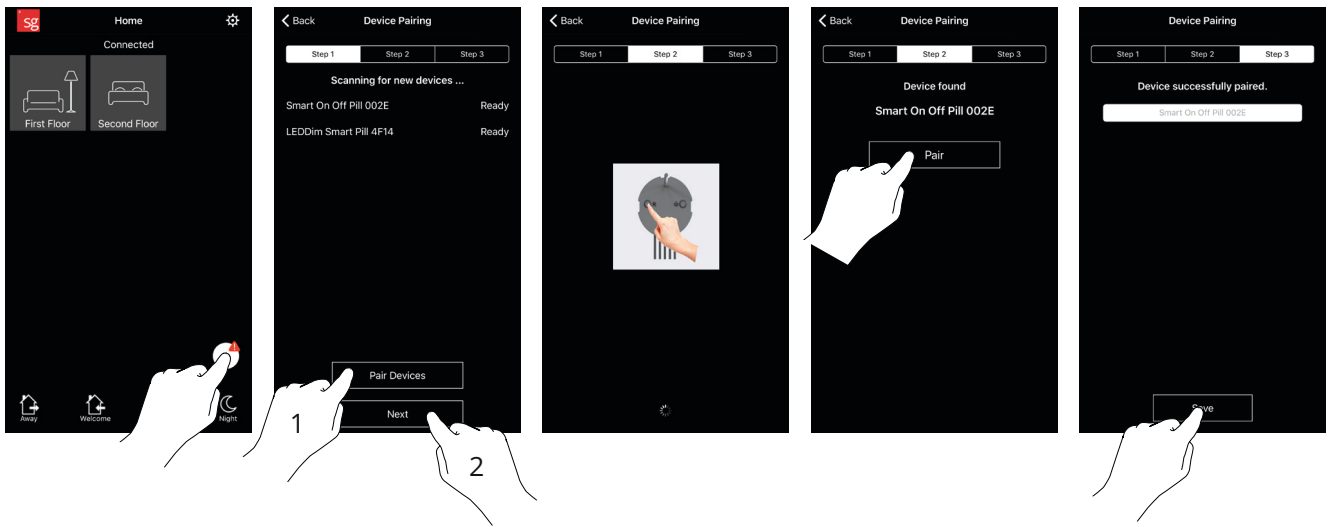 sg
Home
Connected
First Floor
Second Floor
Away
Welcome
Night
Back
Device Pairing
Step 1
Step 2
Step 3
Scanning for new devices ...
Smart On Off Pill 002E
Ready
LEDDim Smart Pill 4F14
Ready
Pair Devices
Next
1
2
Back
Device Pairing
Step 1
Step 2
Step 3
Back
Device Pairing
Step 1
Step 2
Step 3
Device found
Smart On Off Pill 002E
Pair
Device Pairing
Step 1
Step 2
Step 3
Device successfully paired.
Smart On Off Pill 002E
Save